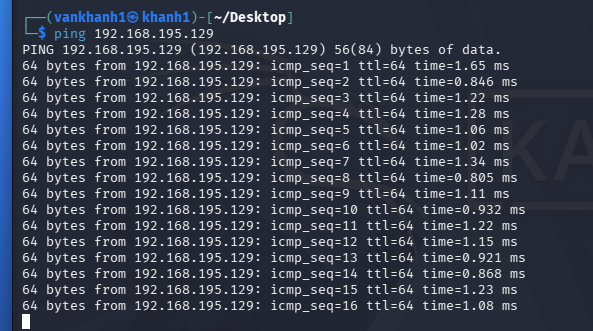 ┌──(vankhanh1㉿khanh1)-[~/Desktop]
└─$ ping 192.168.195.129
PING 192.168.195.129 (192.168.195.129) 56(84) bytes of data.
64 bytes from 192.168.195.129: icmp_seq=1 ttl=64 time=1.65 ms
64 bytes from 192.168.195.129: icmp_seq=2 ttl=64 time=0.846 ms
64 bytes from 192.168.195.129: icmp_seq=3 ttl=64 time=1.22 ms
64 bytes from 192.168.195.129: icmp_seq=4 ttl=64 time=1.28 ms
64 bytes from 192.168.195.129: icmp_seq=5 ttl=64 time=1.06 ms
64 bytes from 192.168.195.129: icmp_seq=6 ttl=64 time=1.02 ms
64 bytes from 192.168.195.129: icmp_seq=7 ttl=64 time=1.34 ms
64 bytes from 192.168.195.129: icmp_seq=8 ttl=64 time=0.805 ms
64 bytes from 192.168.195.129: icmp_seq=9 ttl=64 time=1.11 ms
64 bytes from 192.168.195.129: icmp_seq=10 ttl=64 time=0.932 ms
64 bytes from 192.168.195.129: icmp_seq=11 ttl=64 time=1.22 ms
64 bytes from 192.168.195.129: icmp_seq=12 ttl=64 time=1.15 ms
64 bytes from 192.168.195.129: icmp_seq=13 ttl=64 time=0.921 ms
64 bytes from 192.168.195.129: icmp_seq=14 ttl=64 time=0.868 ms
64 bytes from 192.168.195.129: icmp_seq=15 ttl=64 time=1.23 ms
64 bytes from 192.168.195.129: icmp_seq=16 ttl=64 time=1.08 ms
KA